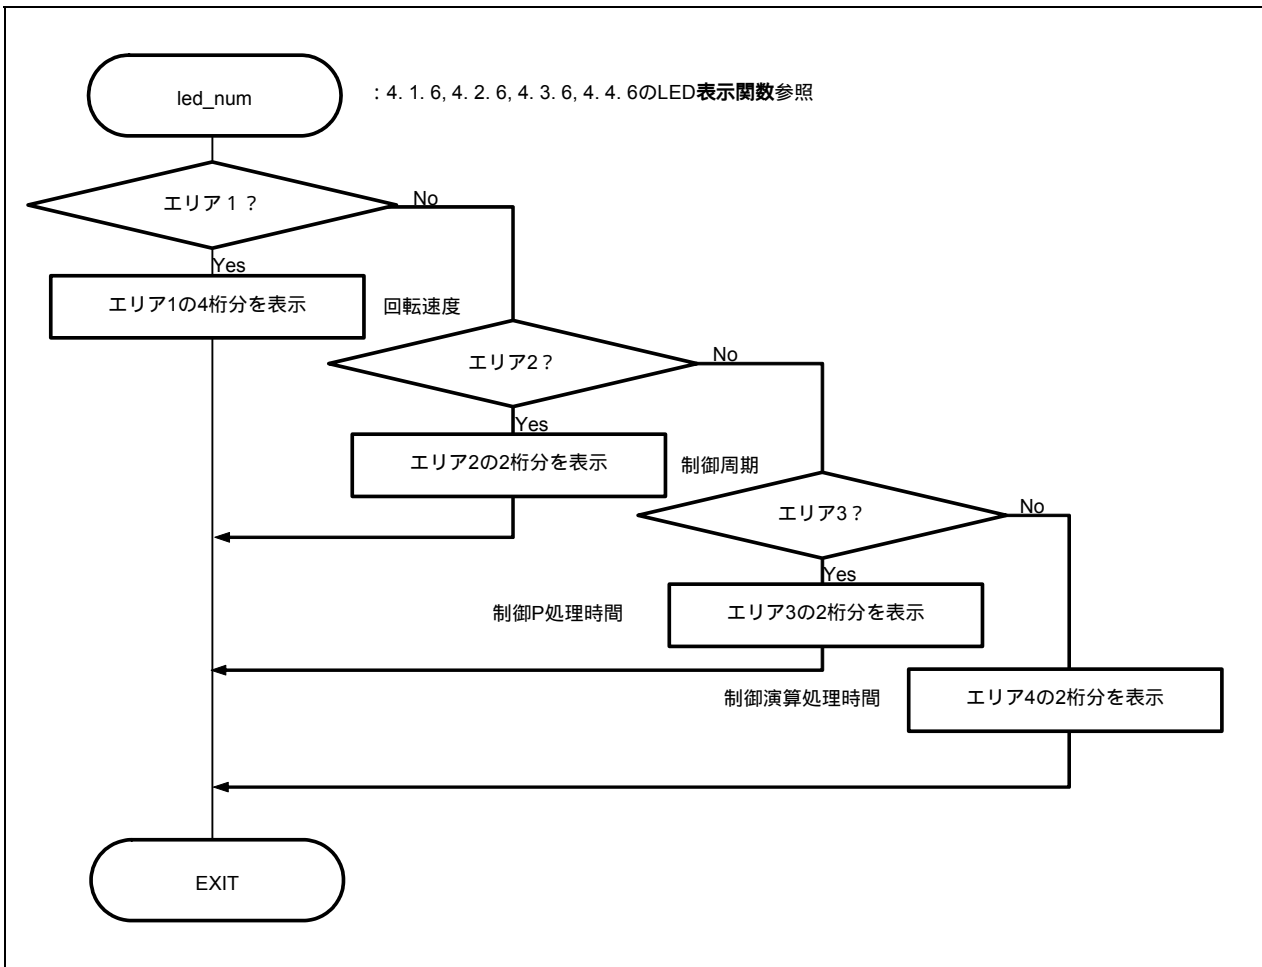 led_num
：4. 1. 6, 4. 2. 6, 4. 3. 6, 4. 4. 6のLED表示関数参照
エリア１？
No
Yes
エリア1の4桁分を表示
回転速度
エリア2？
No
Yes
エリア2の2桁分を表示
制御周期
エリア3？
No
Yes
制御P処理時間
エリア3の2桁分を表示
制御演算処理時間
エリア4の2桁分を表示
EXIT